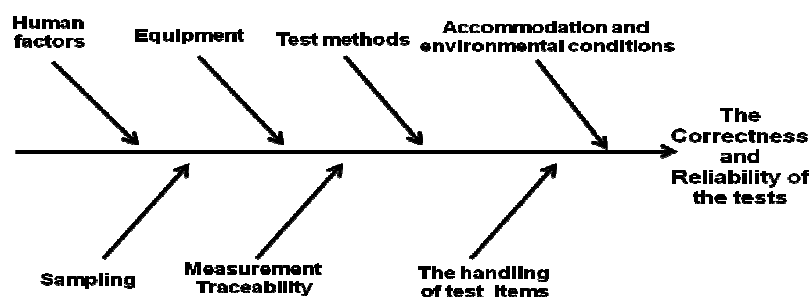 Human
factors
Equipment
Test methods
Accommodation and
environmental conditions
The
Correctness
and
Reliability of
the tests
Sampling
Measurement
Traceability
The handling
of test items